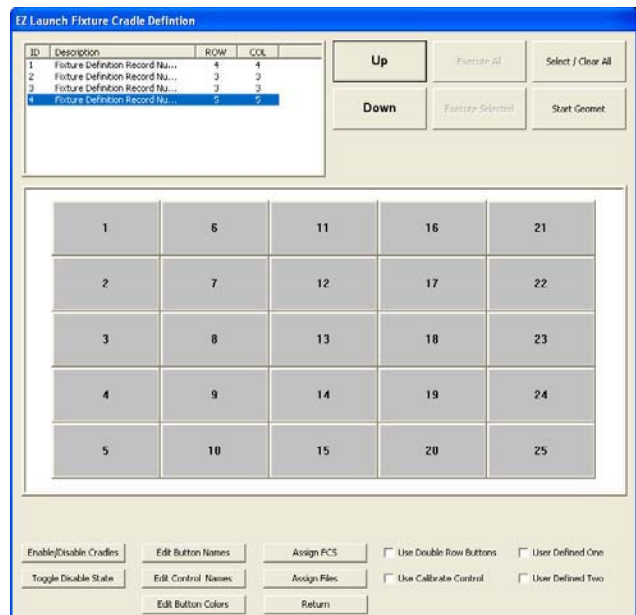 EZ Launch Fixture Cradle Defintion
ID Description ROW COL
1 Fixture Definition Record Nu... 4 4
2 Fixture Definition Record Nu... 3 3
3 Fixture Definition Record Nu... 3 3
4 Fixture Definition Record Nu... 5 5
Up Execute All Select / Clear All
Down Execute Selected Start Geomet
1 6 11 16 21
2 7 12 17 22
3 8 13 18 23
4 9 14 19 24
5 10 15 20 25
Enable/Disable Cradles Edit Button Names Assign PCS Use Double Row Buttons User Defined One
Toggle Disable State Edit Control Names Assign Files Use Calibrate Control User Defined Two
Edit Button Colors Return